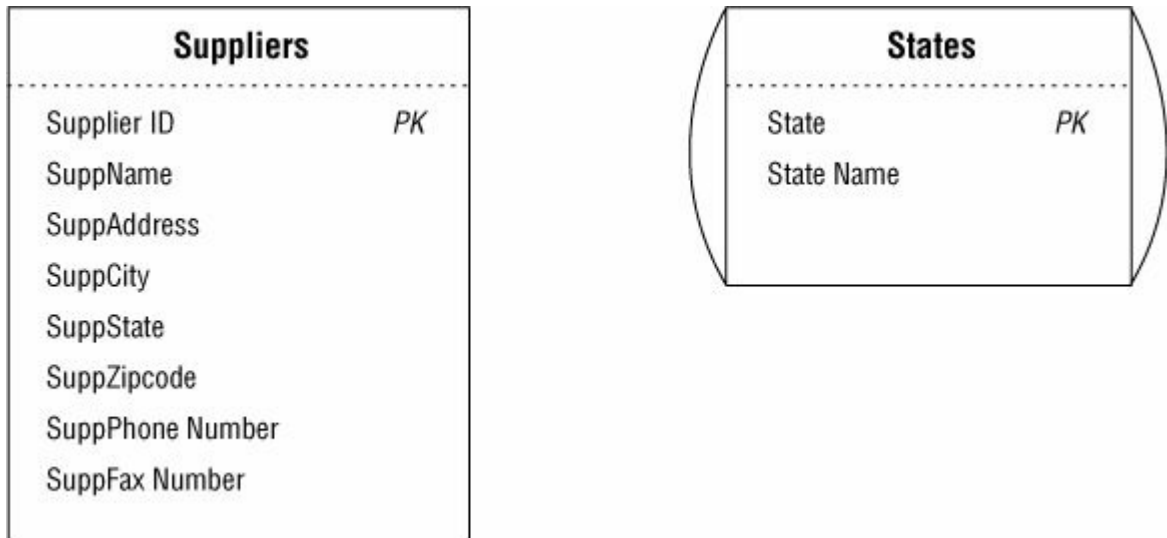 Suppliers
Supplier ID PK
SuppName
SuppAddress
SuppCity
SuppState
SuppZipcode
SuppPhone Number
SuppFax Number
States
State PK
State Name